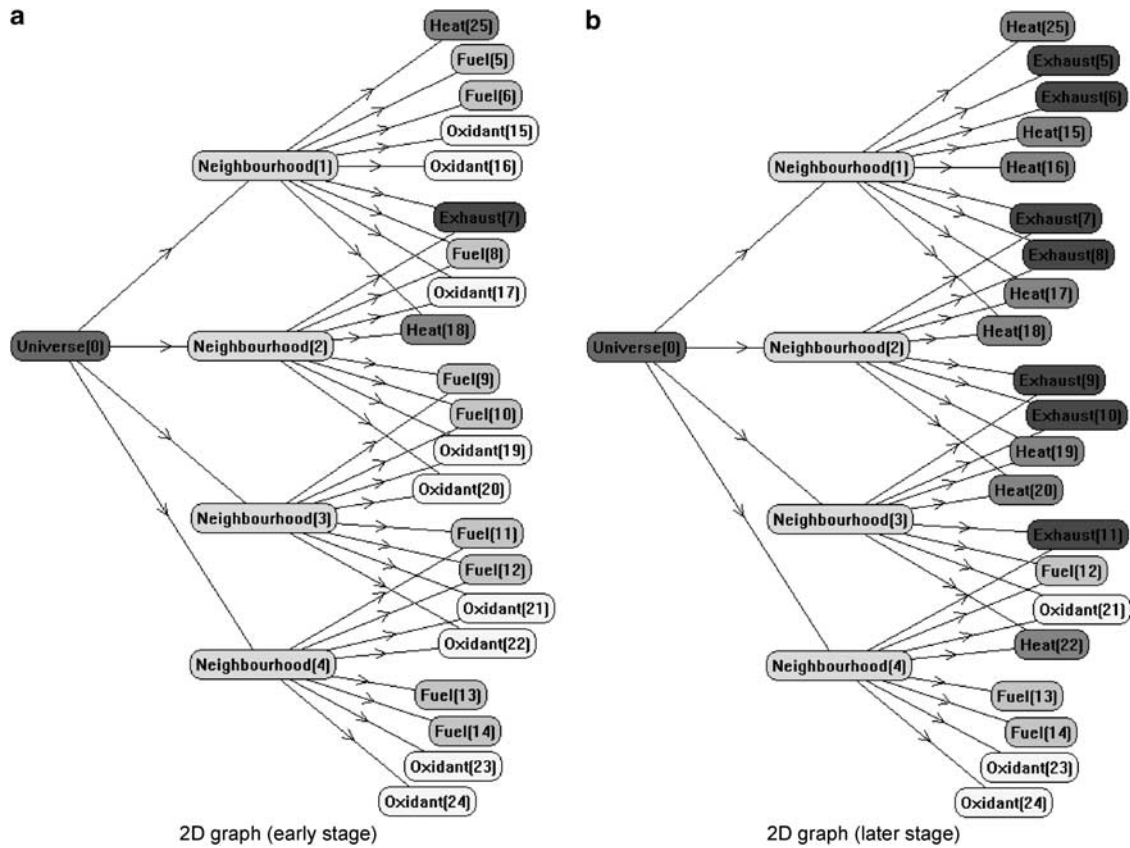 a
Heat(25)
Fuel(5)
Fuel(6)
Oxidant(15)
Neighbourhood(1)
Oxidant(16)
Exhaust(7)
Fuel(8)
Oxidant(17)
Heat(18)
Universe(0)
Neighbourhood(2)
Fuel(9)
Fuel(10)
Oxidant(19)
Oxidant(20)
Neighbourhood(3)
Fuel(11)
Fuel(12)
Oxidant(21)
Oxidant(22)
Neighbourhood(4)
Fuel(13)
Fuel(14)
Oxidant(23)
Oxidant(24)
2D graph (early stage)
b
Heat(25)
Exhaust(5)
Exhaust(6)
Heat(15)
Neighbourhood(1)
Heat(16)
Exhaust(7)
Exhaust(8)
Heat(17)
Heat(18)
Universe(0)
Neighbourhood(2)
Exhaust(9)
Exhaust(10)
Heat(19)
Heat(20)
Neighbourhood(3)
Exhaust(11)
Fuel(12)
Oxidant(21)
Heat(22)
Neighbourhood(4)
Fuel(13)
Fuel(14)
Oxidant(23)
Oxidant(24)
2D graph (later stage)